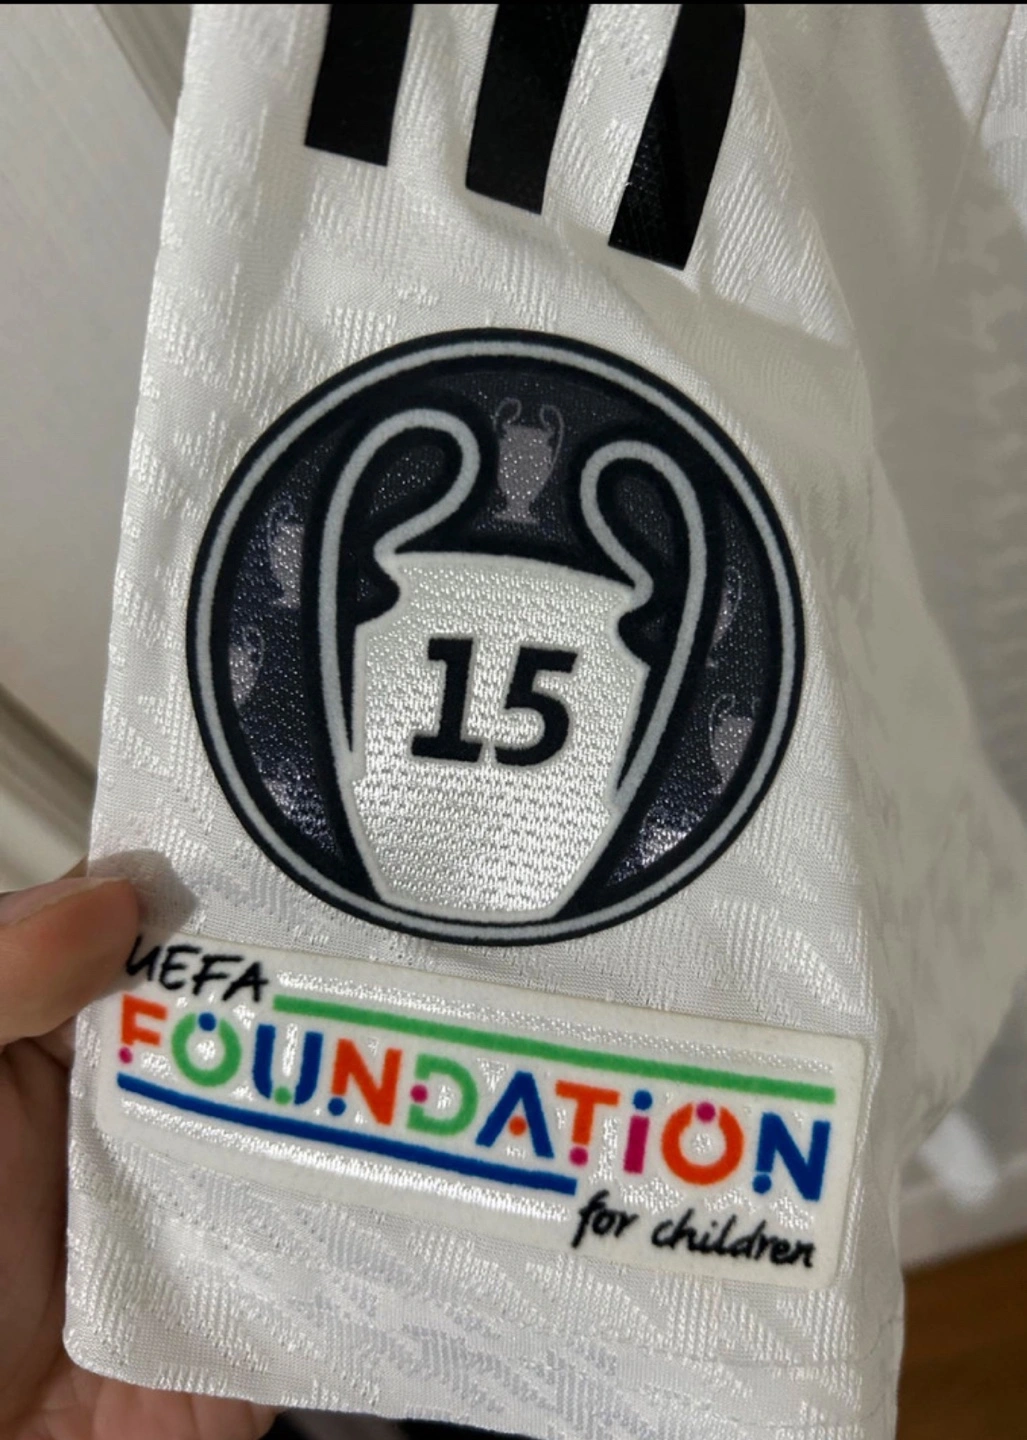 15
UEFA
FOUNDATION
for children